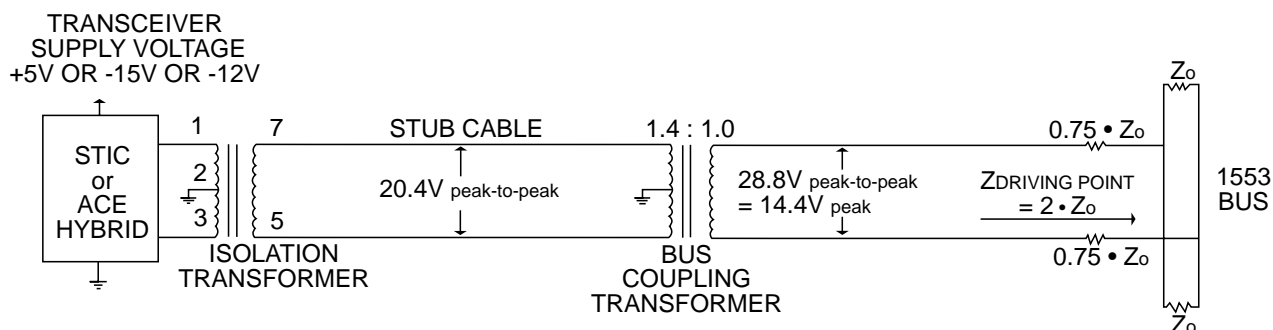 TRANSCEIVER
SUPPLY VOLTAGE
+5V OR -15V OR -12V
STIC
or
ACE
HYBRID
1
2
3
7
5
ISOLATION
TRANSFORMER
STUB CABLE
20.4V peak-to-peak
1.4 : 1.0
BUS
COUPLING
TRANSFORMER
28.8V peak-to-peak
= 14.4V peak
ZDRIVING POINT
= 2 • Zo
0.75 • Zo
0.75 • Zo
Zo
1553
BUS
Zo